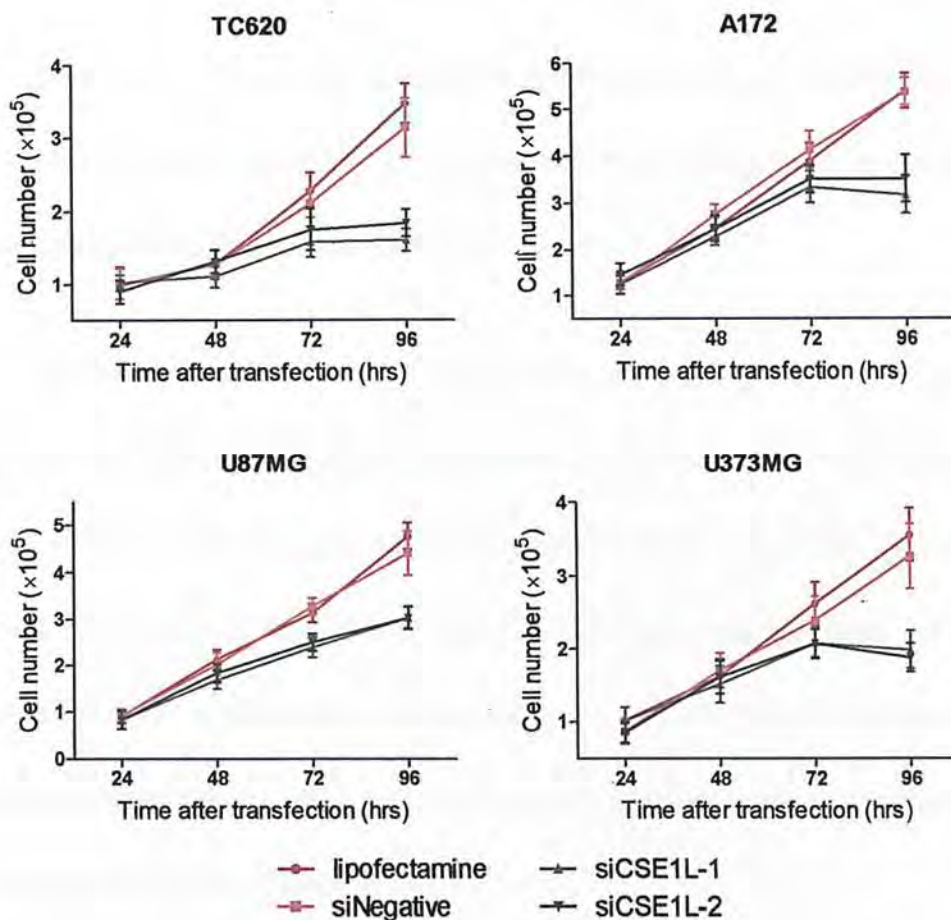 TC620
Cell number (×10⁵)
4
3
2
1
24 48 72 96
Time after transfection (hrs)
A172
Cell number (×10⁵)
6
5
4
3
2
1
24 48 72 96
Time after transfection (hrs)
U87MG
Cell number (×10⁵)
5
4
3
2
1
0
24 48 72 96
Time after transfection (hrs)
U373MG
Cell number (×10⁵)
4
3
2
1
24 48 72 96
Time after transfection (hrs)
lipofectamine
siNegative
siCSE1L-1
siCSE1L-2